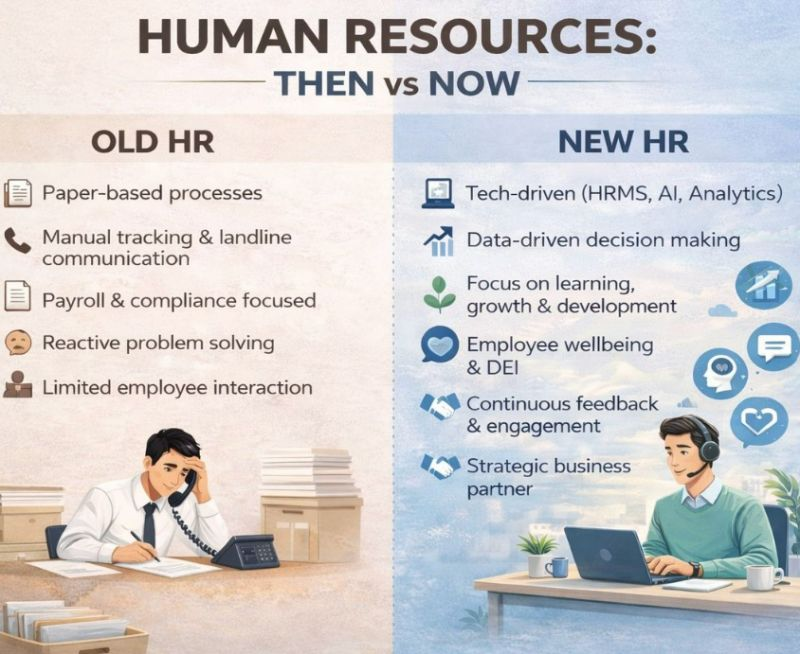 HUMAN RESOURCES:
THEN vs NOW
OLD HR
Paper-based processes
Manual tracking & landline
communication
Payroll & compliance focused
Reactive problem solving
Limited employee interaction
NEW HR
Tech-driven (HRMS, AI, Analytics)
Data-driven decision making
Focus on learning,
growth & development
Employee wellbeing
& DEI
Continuous feedback
& engagement
Strategic business
partner